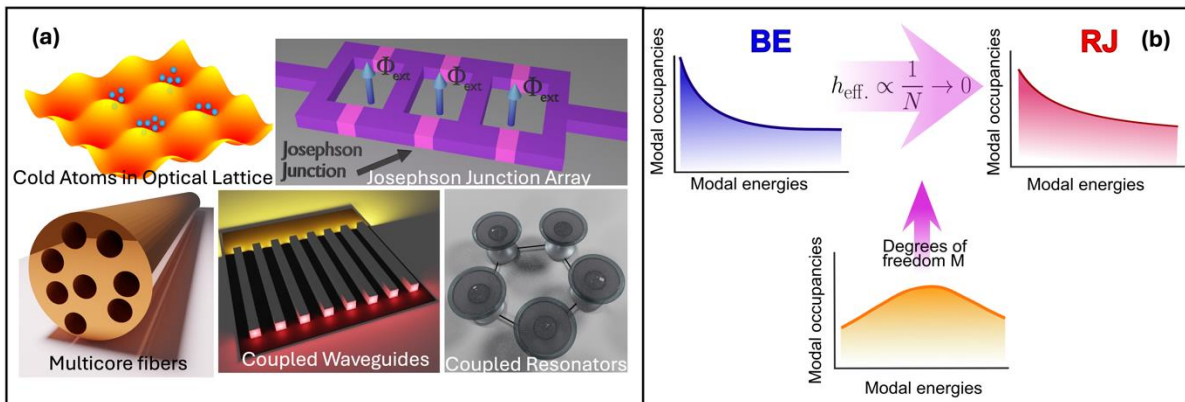 (a)
Φext
Φext
Φext
Josephson
Junction
Cold Atoms in Optical Lattice
Josephson Junction Array
Multicore fibers
Coupled Waveguides
Coupled Resonators
BE
RJ
(b)
Modal occupancies
Modal energies
heff. ∝ 1/N → 0
Modal occupancies
Modal energies
Degrees of
freedom M
Modal occupancies
Modal energies